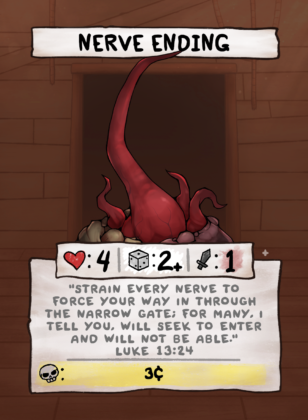 NERVE ENDING
:4 :2+ :1
"STRAIN EVERY NERVE TO
FORCE YOUR WAY IN THROUGH
THE NARROW GATE; FOR MANY, I
TELL YOU, WILL SEEK TO ENTER
AND WILL NOT BE ABLE."
LUKE 13:24
: 3¢